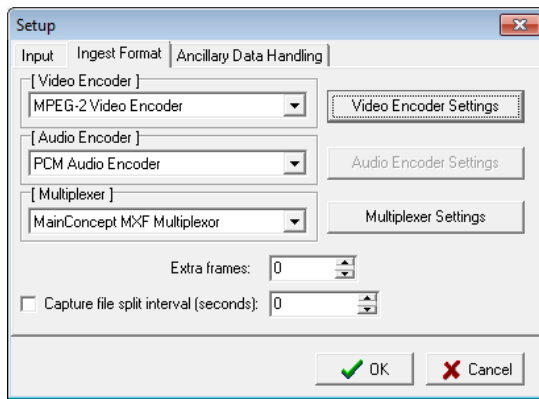 Setup
Input Ingest Format Ancillary Data Handling
[ Video Encoder ]
MPEG-2 Video Encoder Video Encoder Settings
[ Audio Encoder ]
PCM Audio Encoder Audio Encoder Settings
[ Multiplexer ]
MainConcept MXF Multiplexor Multiplexer Settings
Extra frames: 0
Capture file split interval (seconds): 0
OK Cancel